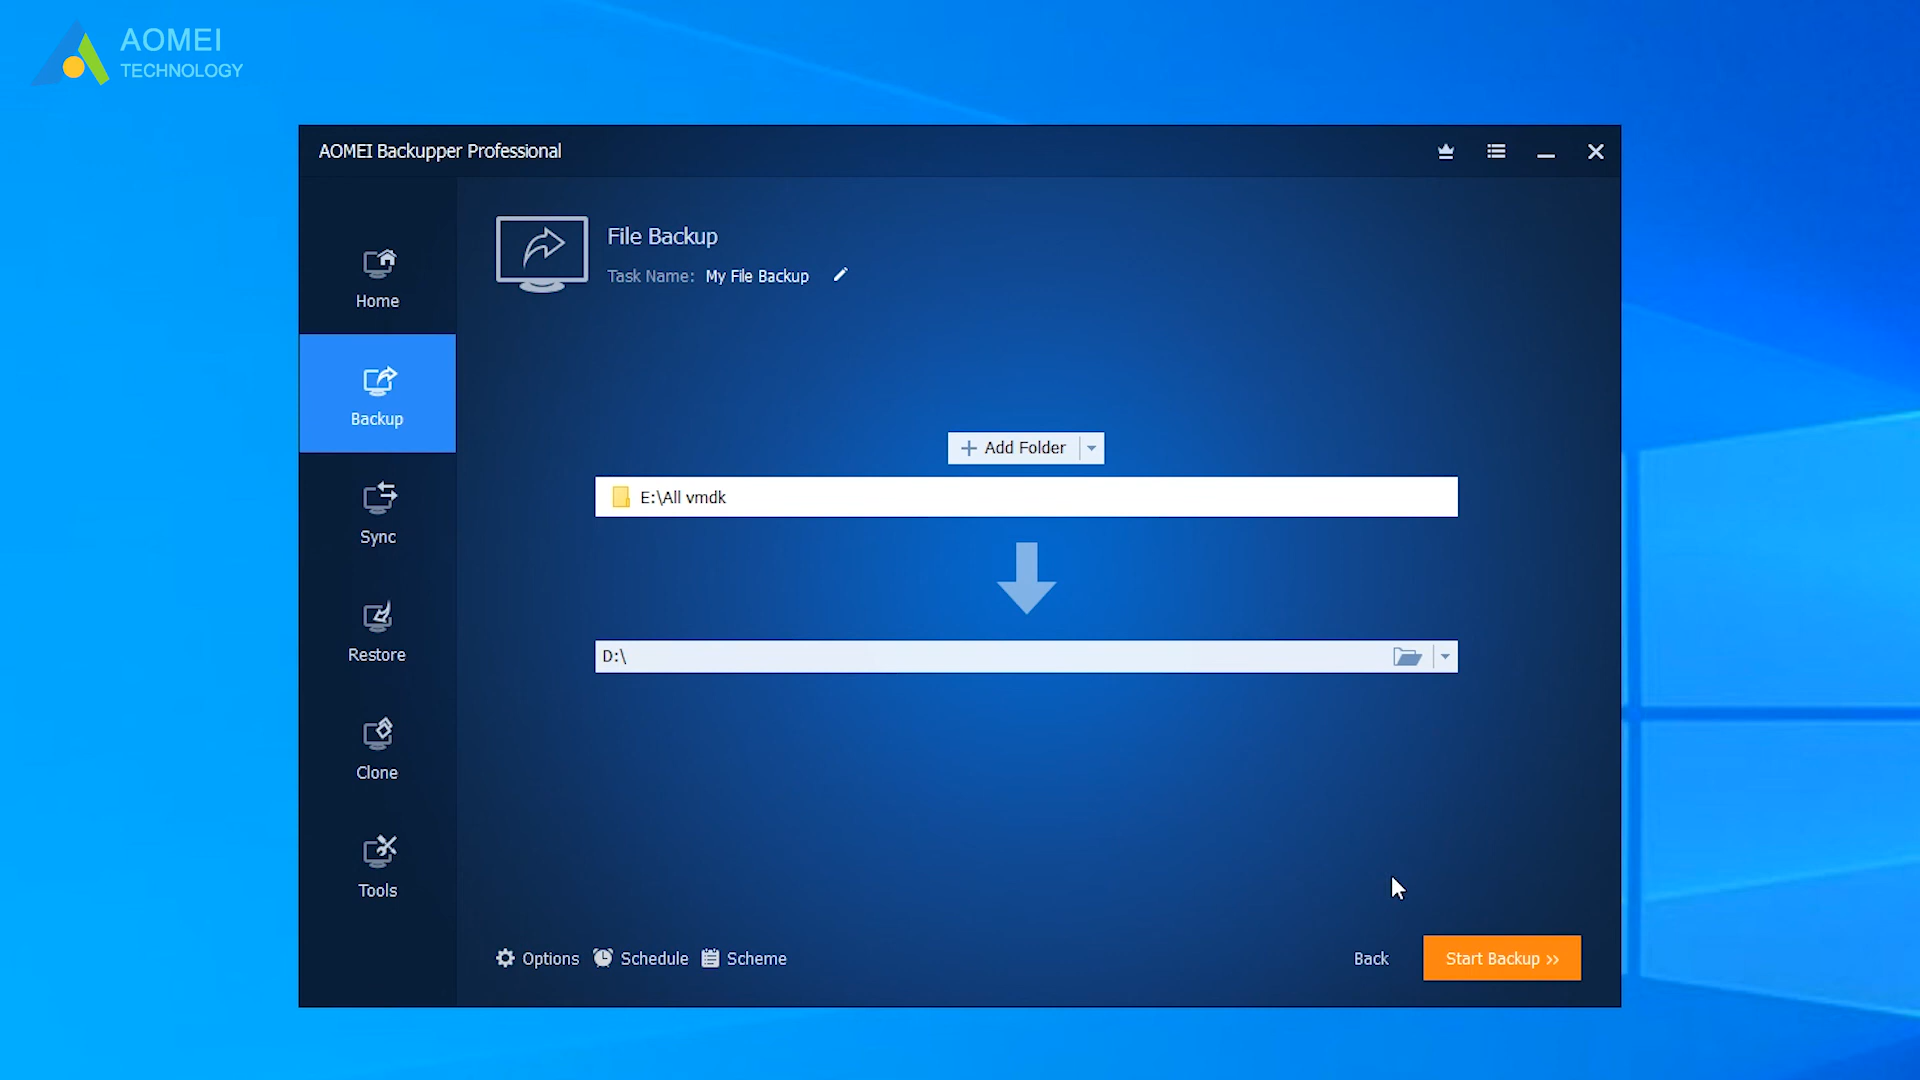 AOMEI
TECHNOLOGY
AOMEI Backupper Professional
File Backup
Task Name: My File Backup
Home
Backup
Sync
Restore
Clone
Tools
Add Folder
E:\All vmdk
D:\
Options Schedule Scheme
Back
Start Backup >>